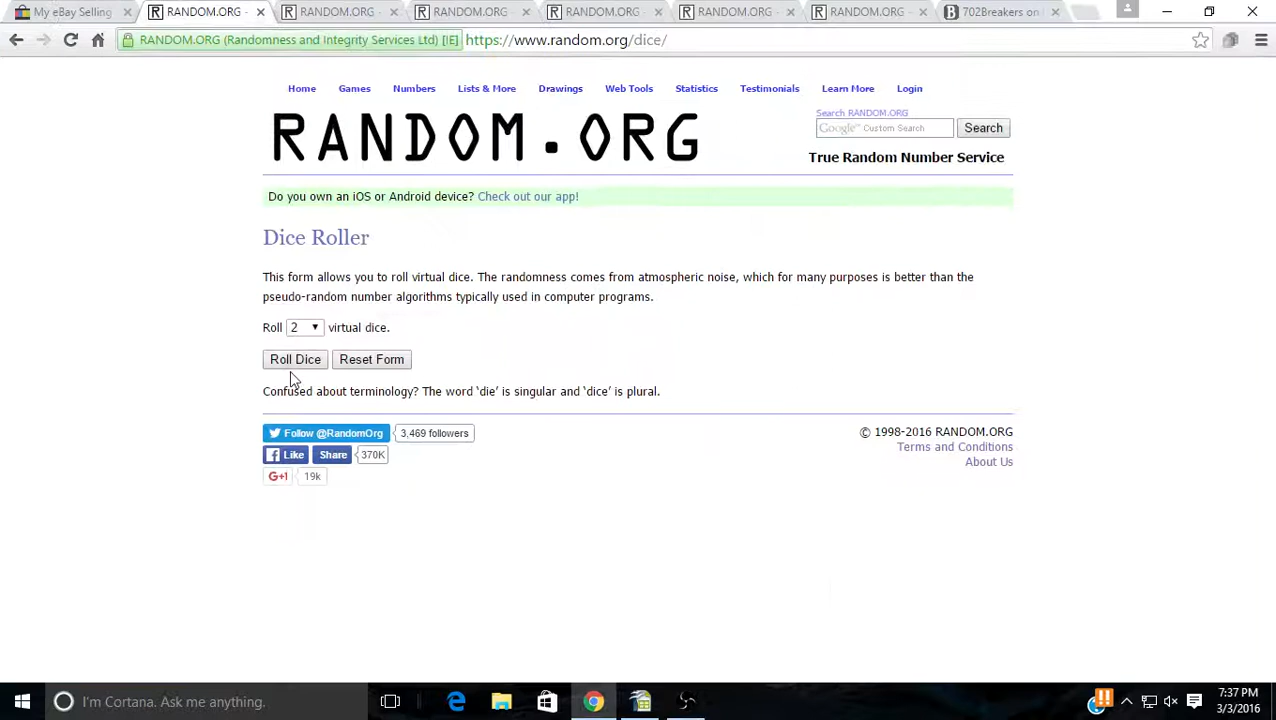 My eBay Selling
RANDOM.ORG -
RANDOM.ORG -
RANDOM.ORG -
RANDOM.ORG -
RANDOM.ORG -
RANDOM.ORG -
702Breakers on
RANDOM.ORG (Randomness and Integrity Services Ltd) [IE] https://www.random.org/dice/
Home Games Numbers Lists & More Drawings Web Tools Statistics Testimonials Learn More Login
Search RANDOM.ORG
Google™ Custom Search Search
RANDOM.ORG
True Random Number Service
Do you own an iOS or Android device? Check out our app!
Dice Roller
This form allows you to roll virtual dice. The randomness comes from atmospheric noise, which for many purposes is better than the
pseudo-random number algorithms typically used in computer programs.
Roll 2 virtual dice.
Roll Dice Reset Form
Confused about terminology? The word ‘die’ is singular and ‘dice’ is plural.
Follow @RandomOrg 3,469 followers
© 1998-2016 RANDOM.ORG
Like Share 370K
Terms and Conditions
About Us
G+1 19k
I'm Cortana. Ask me anything.
7:37 PM
3/3/2016